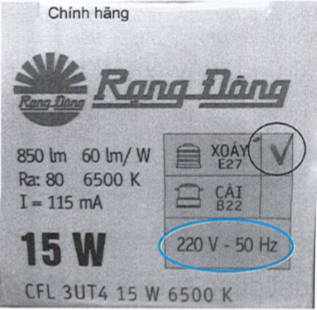 Chính hãng
Rạng Đông
Rạng Đông
850 lm 60 lm/W
Ra: 80 6500 K
I = 115 mA
15 W
XOÁY
E27
CÀI
B22
220 V - 50 Hz
CFL 3UT4 15 W 6500 K